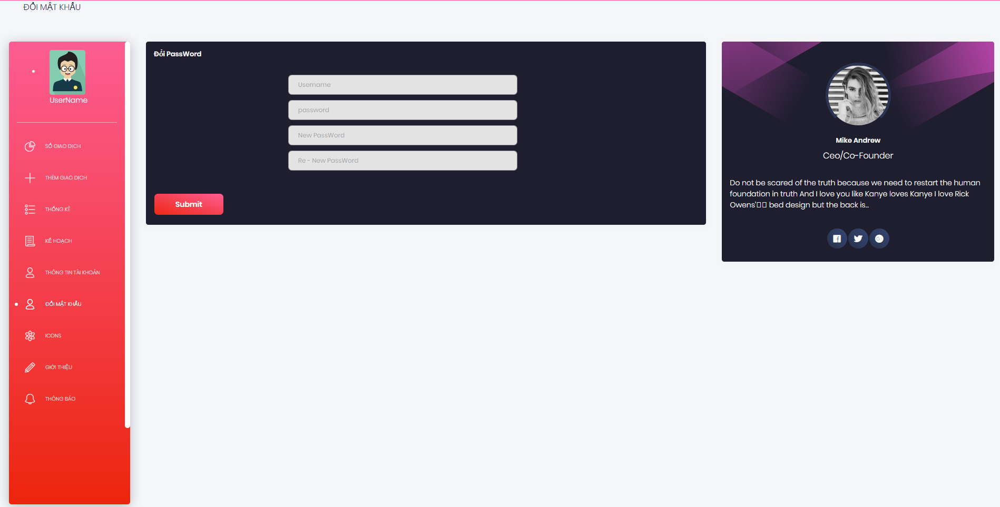 ĐỔI MẬT KHẨU
UserName
SỔ GIAO DỊCH
THÊM GIAO DỊCH
THỐNG KÊ
KẾ HOẠCH
THÔNG TIN TÀI KHOẢN
ĐỔI MẬT KHẨU
ICONS
GIỚI THIỆU
THÔNG BÁO
Đổi PassWord
Username
password
New PassWord
Re - New PassWord
Submit
Mike Andrew
Ceo/Co-Founder
Do not be scared of the truth because we need to restart the human
foundation in truth And I love you like Kanye loves Kanye I love Rick
Owens’ bed design but the back is...